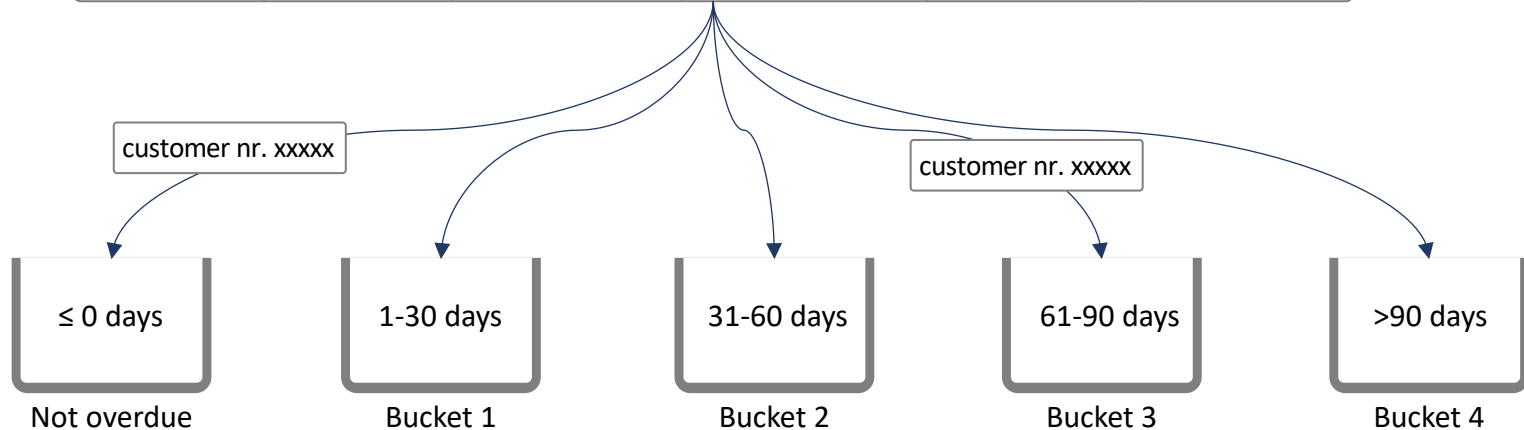 customer nr. xxxxx
customer nr. xxxxx
≤ 0 days
1-30 days
31-60 days
61-90 days
>90 days
Not overdue
Bucket 1
Bucket 2
Bucket 3
Bucket 4